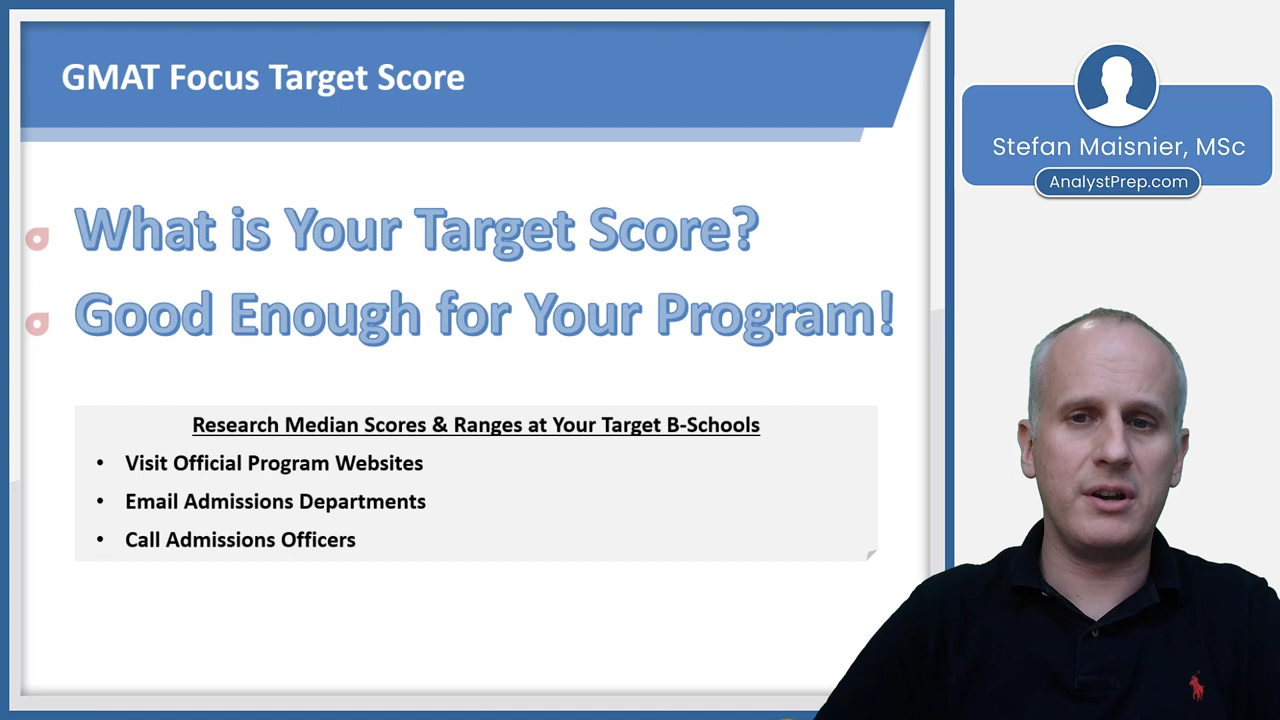 GMAT Focus Target Score
What is Your Target Score?
Good Enough for Your Program!
Research Median Scores & Ranges at Your Target B-Schools
• Visit Official Program Websites
• Email Admissions Departments
• Call Admissions Officers
Stefan Maisnier, MSc
AnalystPrep.com